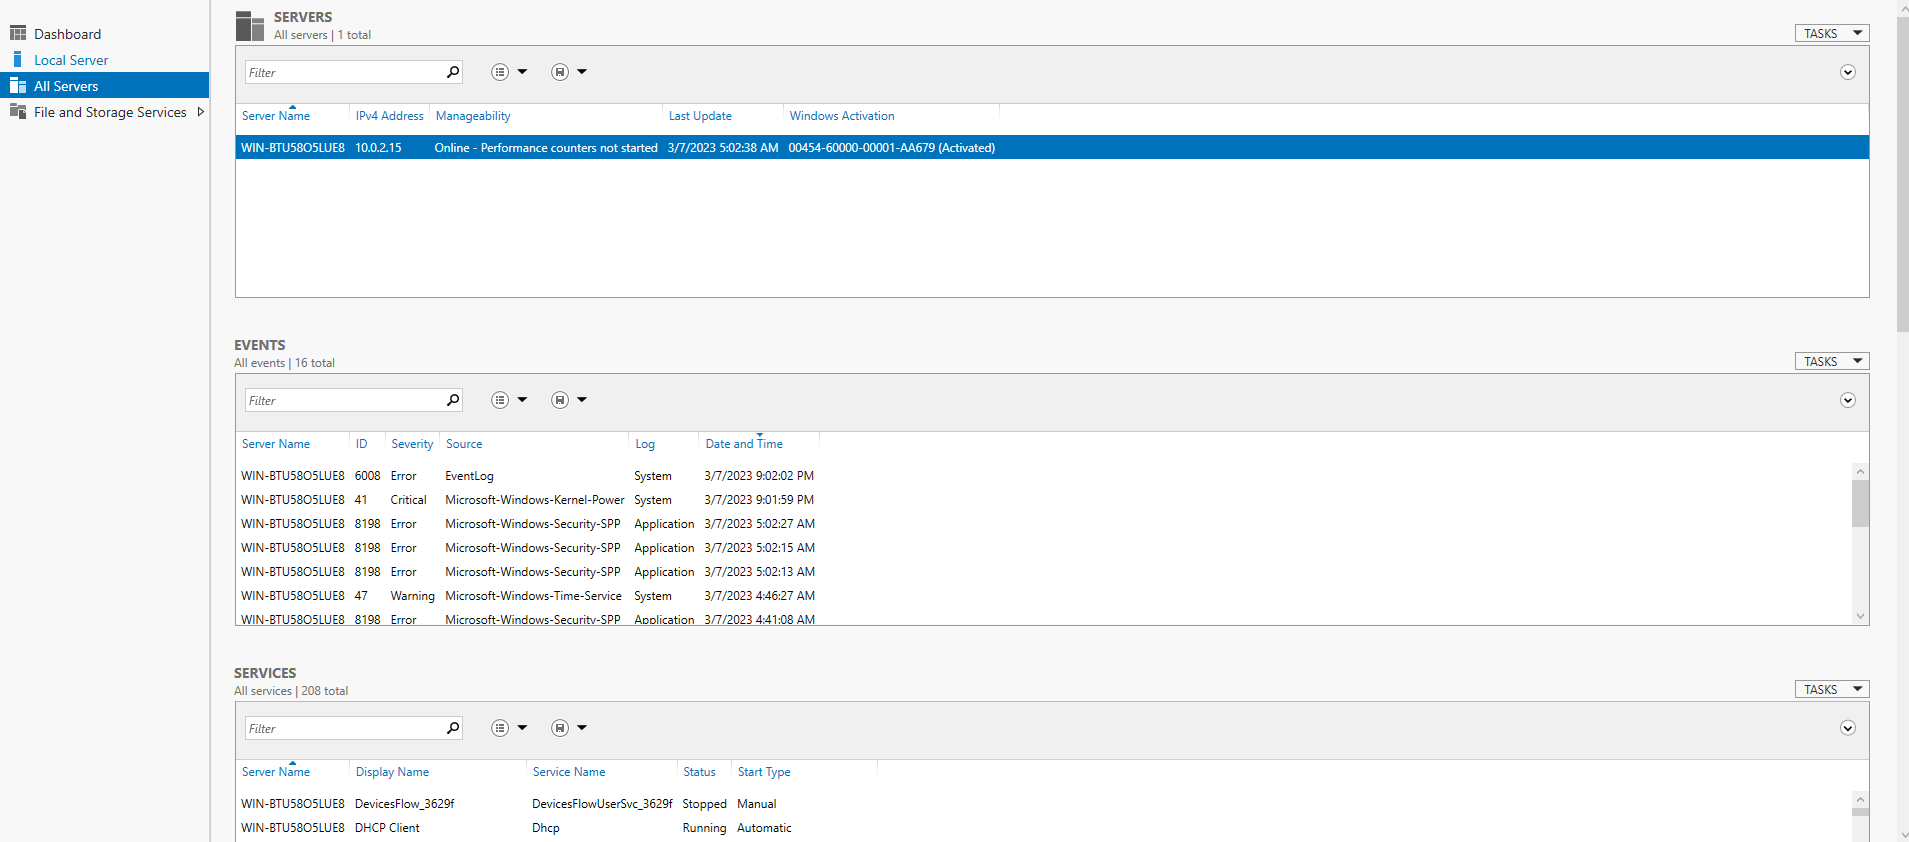 Dashboard
Local Server
All Servers
File and Storage Services
SERVERS
All servers | 1 total
TASKS
Filter
Server Name IPv4 Address Manageability Last Update Windows Activation
WIN-BTU58O5LUE8 10.0.2.15 Online - Performance counters not started 3/7/2023 5:02:38 AM 00454-60000-00001-AA679 (Activated)
EVENTS
All events | 16 total
TASKS
Filter
Server Name ID Severity Source Log Date and Time
WIN-BTU58O5LUE8 6008 Error EventLog System 3/7/2023 9:02:02 PM
WIN-BTU58O5LUE8 41 Critical Microsoft-Windows-Kernel-Power System 3/7/2023 9:01:59 PM
WIN-BTU58O5LUE8 8198 Error Microsoft-Windows-Security-SPP Application 3/7/2023 5:02:27 AM
WIN-BTU58O5LUE8 8198 Error Microsoft-Windows-Security-SPP Application 3/7/2023 5:02:15 AM
WIN-BTU58O5LUE8 8198 Error Microsoft-Windows-Security-SPP Application 3/7/2023 5:02:13 AM
WIN-BTU58O5LUE8 47 Warning Microsoft-Windows-Time-Service System 3/7/2023 4:46:27 AM
WIN-BTU58O5LUE8 8198 Error Microsoft-Windows-Security-SPP Application 3/7/2023 4:41:08 AM
SERVICES
All services | 208 total
TASKS
Filter
Server Name Display Name Service Name Status Start Type
WIN-BTU58O5LUE8 DevicesFlow_3629f DevicesFlowUserSvc_3629f Stopped Manual
WIN-BTU58O5LUE8 DHCP Client Dhcp Running Automatic